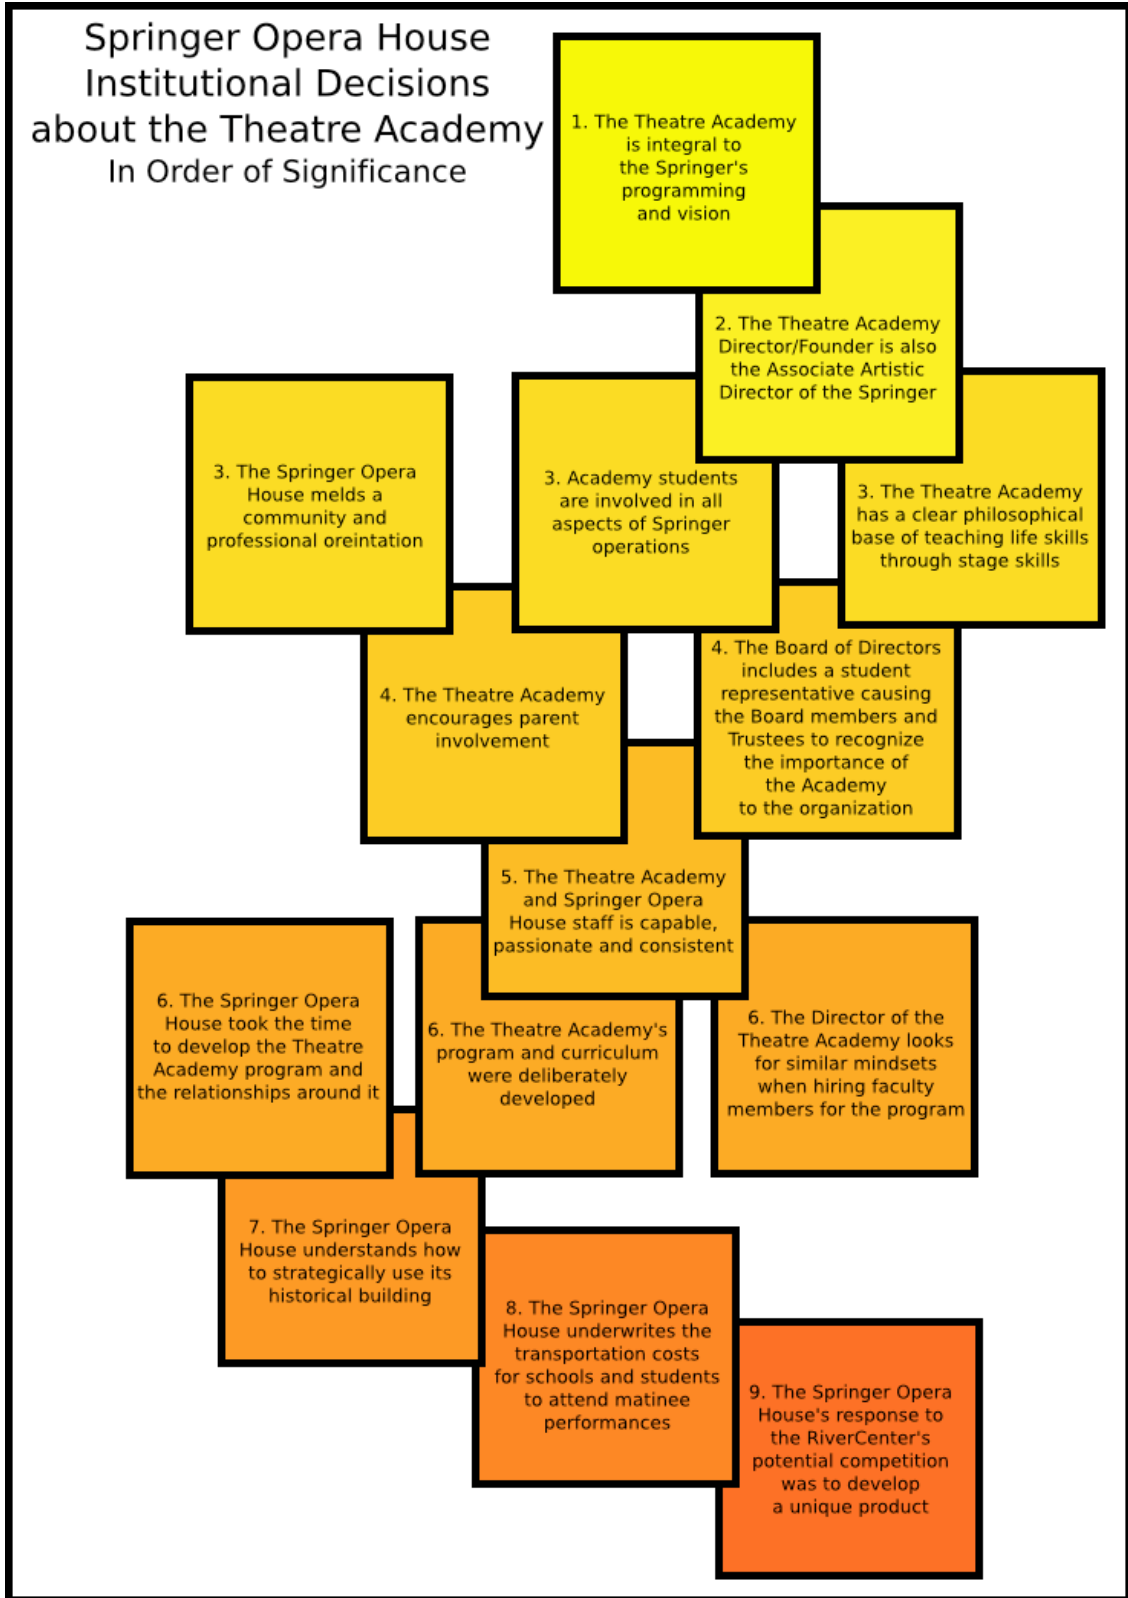 Springer Opera House
Institutional Decisions
about the Theatre Academy
In Order of Significance
1. The Theatre Academy
is integral to
the Springer's
programming
and vision
2. The Theatre Academy
Director/Founder is also
the Associate Artistic
Director of the Springer
3. The Springer Opera
House melds a
community and
professional oreintation
3. Academy students
are involved in all
aspects of Springer
operations
3. The Theatre Academy
has a clear philosophical
base of teaching life skills
through stage skills
4. The Theatre Academy
encourages parent
involvement
4. The Board of Directors
includes a student
representative causing
the Board members and
Trustees to recognize
the importance of
the Academy
to the organization
5. The Theatre Academy
and Springer Opera
House staff is capable,
passionate and consistent
6. The Springer Opera
House took the time
to develop the Theatre
Academy program and
the relationships around it
6. The Theatre Academy's
program and curriculum
were deliberately
developed
6. The Director of the
Theatre Academy looks
for similar mindsets
when hiring faculty
members for the program
7. The Springer Opera
House understands how
to strategically use its
historical building
8. The Springer Opera
House underwrites the
transportation costs
for schools and students
to attend matinee
performances
9. The Springer Opera
House's response to
the RiverCenter's
potential competition
was to develop
a unique product